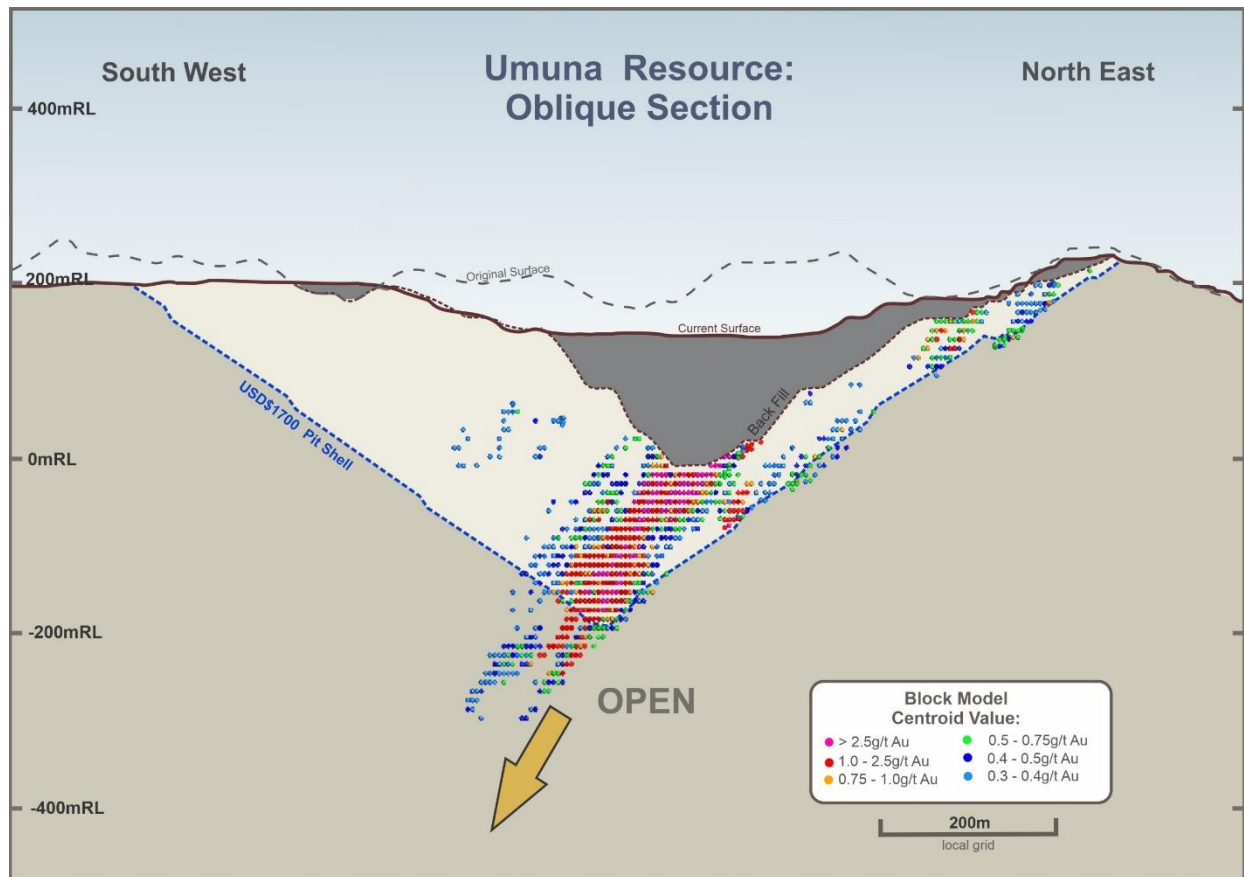 South West
Umuna Resource:
Oblique Section
North East
400mRL
Original Surface
200mRL
Current Surface
USD$1700 Pit Shell
Back Fill
0mRL
-200mRL
OPEN
Block Model
Centroid Value:
> 2.5g/t Au
0.5 - 0.75g/t Au
1.0 - 2.5g/t Au
0.4 - 0.5g/t Au
0.75 - 1.0g/t Au
0.3 - 0.4g/t Au
-400mRL
200m
local grid